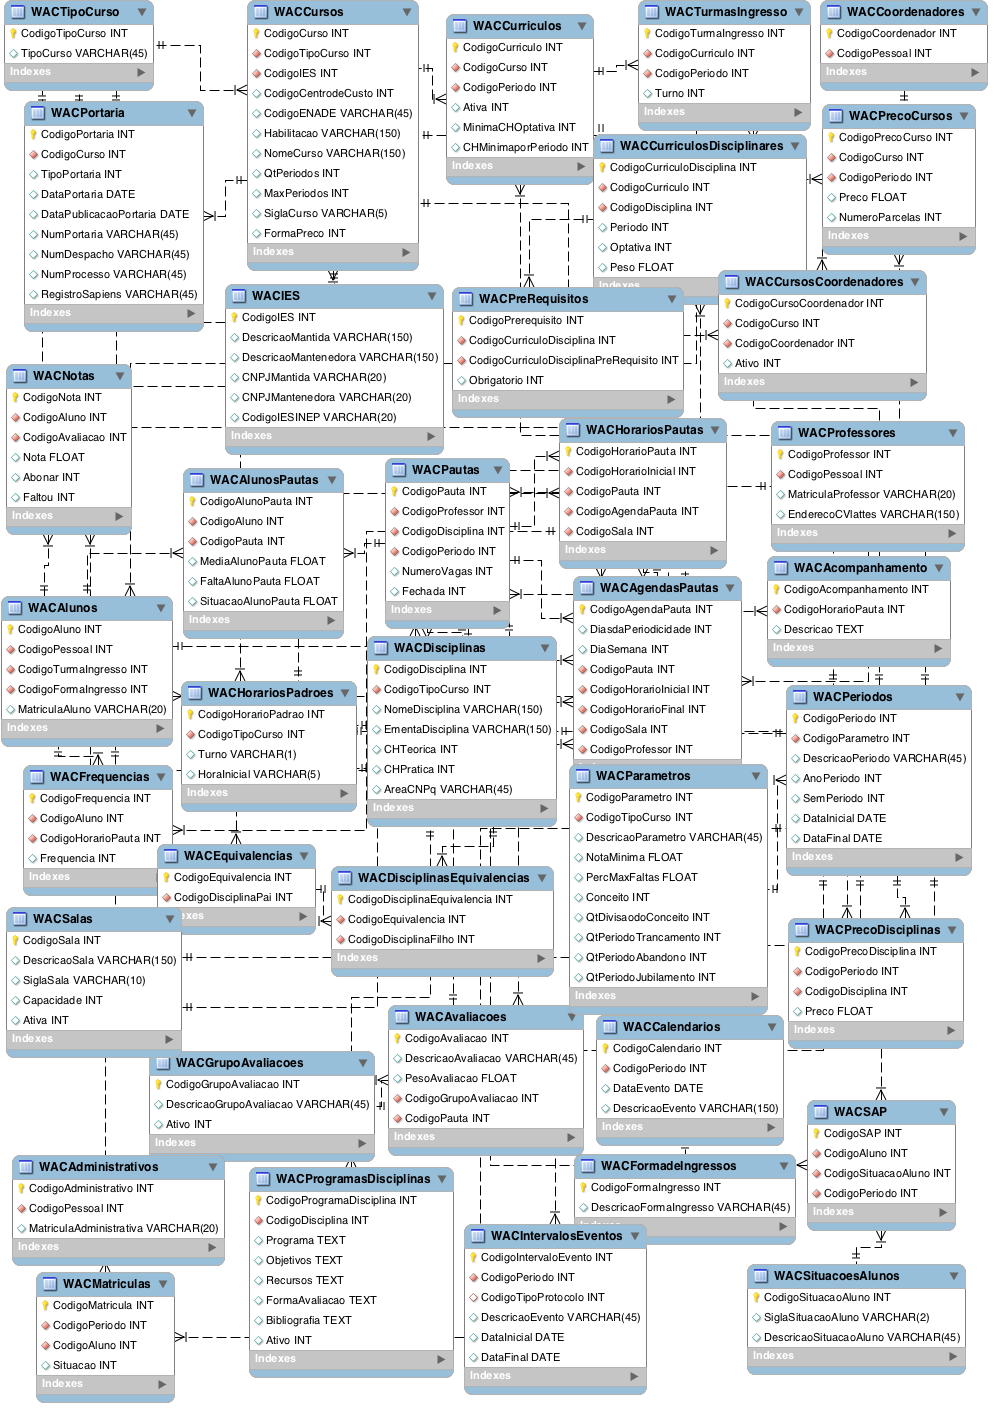 WACTipoCurso
CodigoTipoCurso INT
TipoCurso VARCHAR(45)
Indexes
WACCursos
CodigoCurso INT
CodigoTipoCurso INT
CodigoIES INT
CodigoCentrodeCusto INT
CodigoENADE VARCHAR(45)
Habilitacao VARCHAR(150)
NomeCurso VARCHAR(150)
QtPeriodos INT
MaxPeriodos INT
SiglaCurso VARCHAR(5)
FormaPreco INT
Indexes
WACCurriculos
CodigoCurriculo INT
CodigoCurso INT
CodigoPeriodo INT
Ativa INT
MinimaCHOptativa INT
CHMinimaporPeriodo INT
Indexes
WACTurmasIngresso
CodigoTurmaIngresso INT
CodigoCurriculo INT
CodigoPeriodo INT
Turno INT
Indexes
WACCoordenadores
CodigoCoordenador INT
CodigoPessoal INT
Indexes
WACPortaria
CodigoPortaria INT
CodigoCurso INT
TipoPortaria INT
DataPortaria DATE
DataPublicacaoPortaria DATE
NumPortaria VARCHAR(45)
NumDespacho VARCHAR(45)
NumProcesso VARCHAR(45)
RegistroSapiens VARCHAR(45)
Indexes
WACCurriculosDisciplinares
CodigoCurriculoDisciplina INT
CodigoCurriculo INT
CodigoDisciplina INT
Periodo INT
Optativa INT
Peso FLOAT
Indexes
WACPrecoCursos
CodigoPrecoCurso INT
CodigoCurso INT
CodigoPeriodo INT
Preco FLOAT
NumeroParcelas INT
Indexes
WACIES
CodigoIES INT
DescricaoMantida VARCHAR(150)
DescricaoMantenedora VARCHAR(150)
CNPJMantida VARCHAR(20)
CNPJMantenedora VARCHAR(20)
CodigoIESINEP VARCHAR(20)
Indexes
WACPreRequisitos
CodigoPrerequisito INT
CodigoCurriculoDisciplina INT
CodigoCurriculoDisciplinaPreRequisito INT
Obrigatorio INT
Indexes
WACCursosCoordenadores
CodigoCursoCoordenador INT
CodigoCurso INT
CodigoCoordenador INT
Ativo INT
Indexes
WACNotas
CodigoNota INT
CodigoAluno INT
CodigoAvaliacao INT
Nota FLOAT
Abonar INT
Faltou INT
Indexes
WACAlunosPautas
CodigoAlunoPauta INT
CodigoAluno INT
CodigoPauta INT
MediaAlunoPauta FLOAT
FaltaAlunoPauta FLOAT
SituacaoAlunoPauta FLOAT
Indexes
WACPautas
CodigoPauta INT
CodigoProfessor INT
CodigoDisciplina INT
CodigoPeriodo INT
NumeroVagas INT
Fechada INT
Indexes
WACHorariosPautas
CodigoHorarioPauta INT
CodigoHorarioInicial INT
CodigoPauta INT
CodigoAgendaPauta INT
CodigoSala INT
Indexes
WACProfessores
CodigoProfessor INT
CodigoPessoal INT
MatriculaProfessor VARCHAR(20)
EnderecoCVlattes VARCHAR(150)
Indexes
WACAcompanhamento
CodigoAcompanhamento INT
CodigoHorarioPauta INT
Descricao TEXT
Indexes
WACAlunos
CodigoAluno INT
CodigoPessoal INT
CodigoTurmaIngresso INT
CodigoFormaIngresso INT
MatriculaAluno VARCHAR(20)
Indexes
WACHorariosPadroes
CodigoHorarioPadrao INT
CodigoTipoCurso INT
Turno VARCHAR(1)
HoraInicial VARCHAR(5)
Indexes
WACDisciplinas
CodigoDisciplina INT
CodigoTipoCurso INT
NomeDisciplina VARCHAR(150)
EmentaDisciplina VARCHAR(150)
CHTeorica INT
CHPratica INT
AreaCNPq VARCHAR(45)
Indexes
WACAgendasPautas
CodigoAgendaPauta INT
DiasdaPeriodicidade INT
DiaSemana INT
CodigoPauta INT
CodigoHorarioInicial INT
CodigoHorarioFinal INT
CodigoSala INT
CodigoProfessor INT
WACPeriodos
CodigoPeriodo INT
CodigoParametro INT
DescricaoPeriodo VARCHAR(45)
AnoPeriodo INT
SemPeriodo INT
DataInicial DATE
DataFinal DATE
Indexes
WACFrequencias
CodigoFrequencia INT
CodigoAluno INT
CodigoHorarioPauta INT
Frequencia INT
Indexes
WACEquivalencias
CodigoEquivalencia INT
CodigoDisciplinaPai INT
exes
WACDisciplinasEquivalencias
CodigoDisciplinaEquivalencia INT
CodigoEquivalencia INT
CodigoDisciplinaFilho INT
Indexes
WACParametros
CodigoParametro INT
CodigoTipoCurso INT
DescricaoParametro VARCHAR(45)
NotaMinima FLOAT
PercMaxFaltas FLOAT
Conceito INT
QtDivisaodoConceito INT
QtPeriodoTrancamento INT
QtPeriodoAbandono INT
QtPeriodoJubilamento INT
Indexes
WACPrecoDisciplinas
CodigoPrecoDisciplina INT
CodigoPeriodo INT
CodigoDisciplina INT
Preco FLOAT
Indexes
WACSalas
CodigoSala INT
DescricaoSala VARCHAR(150)
SiglaSala VARCHAR(10)
Capacidade INT
Ativa INT
Indexes
WACGrupoAvaliacoes
CodigoGrupoAvaliacao INT
DescricaoGrupoAvaliacao VARCHAR(45)
Ativo INT
Indexes
WACAvaliacoes
CodigoAvaliacao INT
DescricaoAvaliacao VARCHAR(45)
PesoAvaliacao FLOAT
CodigoGrupoAvaliacao INT
CodigoPauta INT
Indexes
WACCalendarios
CodigoCalendario INT
CodigoPeriodo INT
DataEvento DATE
DescricaoEvento VARCHAR(150)
Indexes
WACSAP
CodigoSAP INT
CodigoAluno INT
CodigoSituacaoAluno INT
CodigoPeriodo INT
Indexes
WACAdministrativos
CodigoAdministrativo INT
CodigoPessoal INT
MatriculaAdministrativa VARCHAR(20)
Indexes
WACProgramasDisciplinas
CodigoProgramaDisciplina INT
CodigoDisciplina INT
Programa TEXT
Objetivos TEXT
Recursos TEXT
FormaAvaliacao TEXT
Bibliografia TEXT
Ativo INT
Indexes
WACFormadeIngressos
CodigoFormaIngresso INT
DescricaoFormaIngresso VARCHAR(45)
Indexes
WACIntervalosEventos
CodigoIntervaloEvento INT
CodigoPeriodo INT
CodigoTipoProtocolo INT
DescricaoEvento VARCHAR(45)
DataInicial DATE
DataFinal DATE
Indexes
WACMatriculas
CodigoMatricula INT
CodigoPeriodo INT
CodigoAluno INT
Situacao INT
Indexes
WACSituacoesAlunos
CodigoSituacaoAluno INT
SiglaSituacaoAluno VARCHAR(2)
DescricaoSituacaoAluno VARCHAR(45)
Indexes